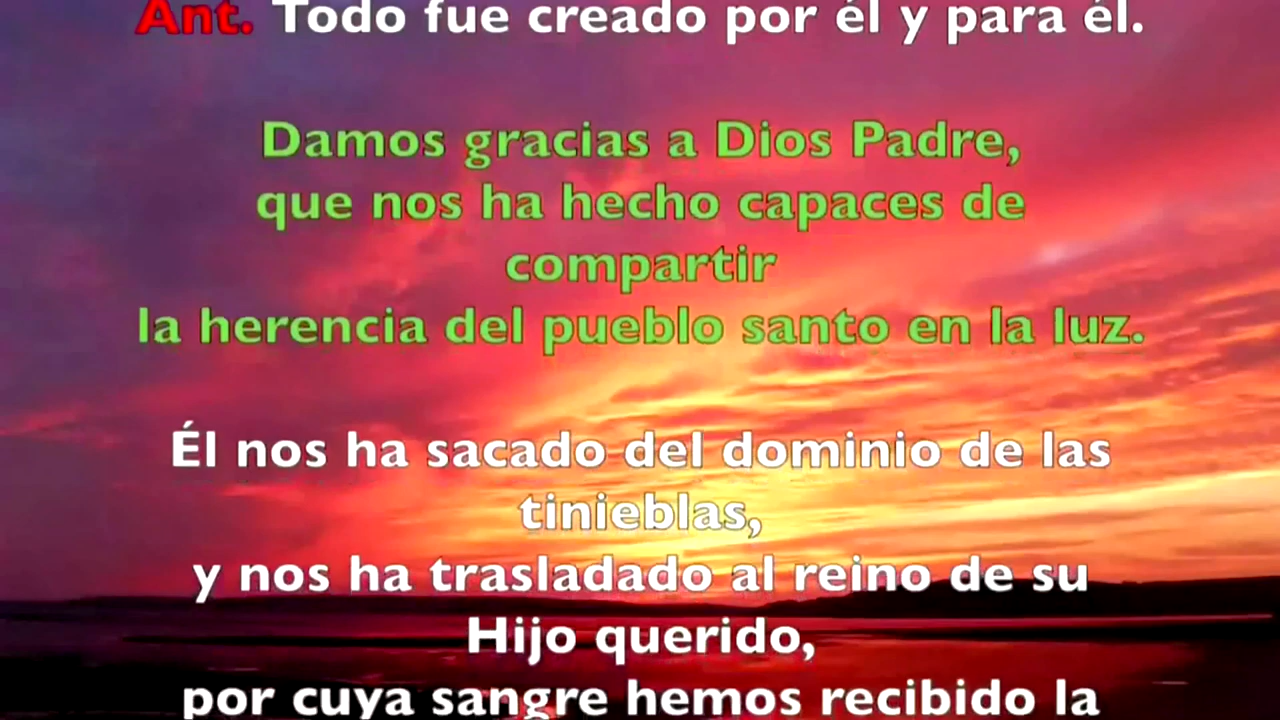 Ant. Todo fue creado por él y para él.
Damos gracias a Dios Padre,
que nos ha hecho capaces de
compartir
la herencia del pueblo santo en la luz.
Él nos ha sacado del dominio de las
tinieblas,
y nos ha trasladado al reino de su
Hijo querido,
por cuya sangre hemos recibido la